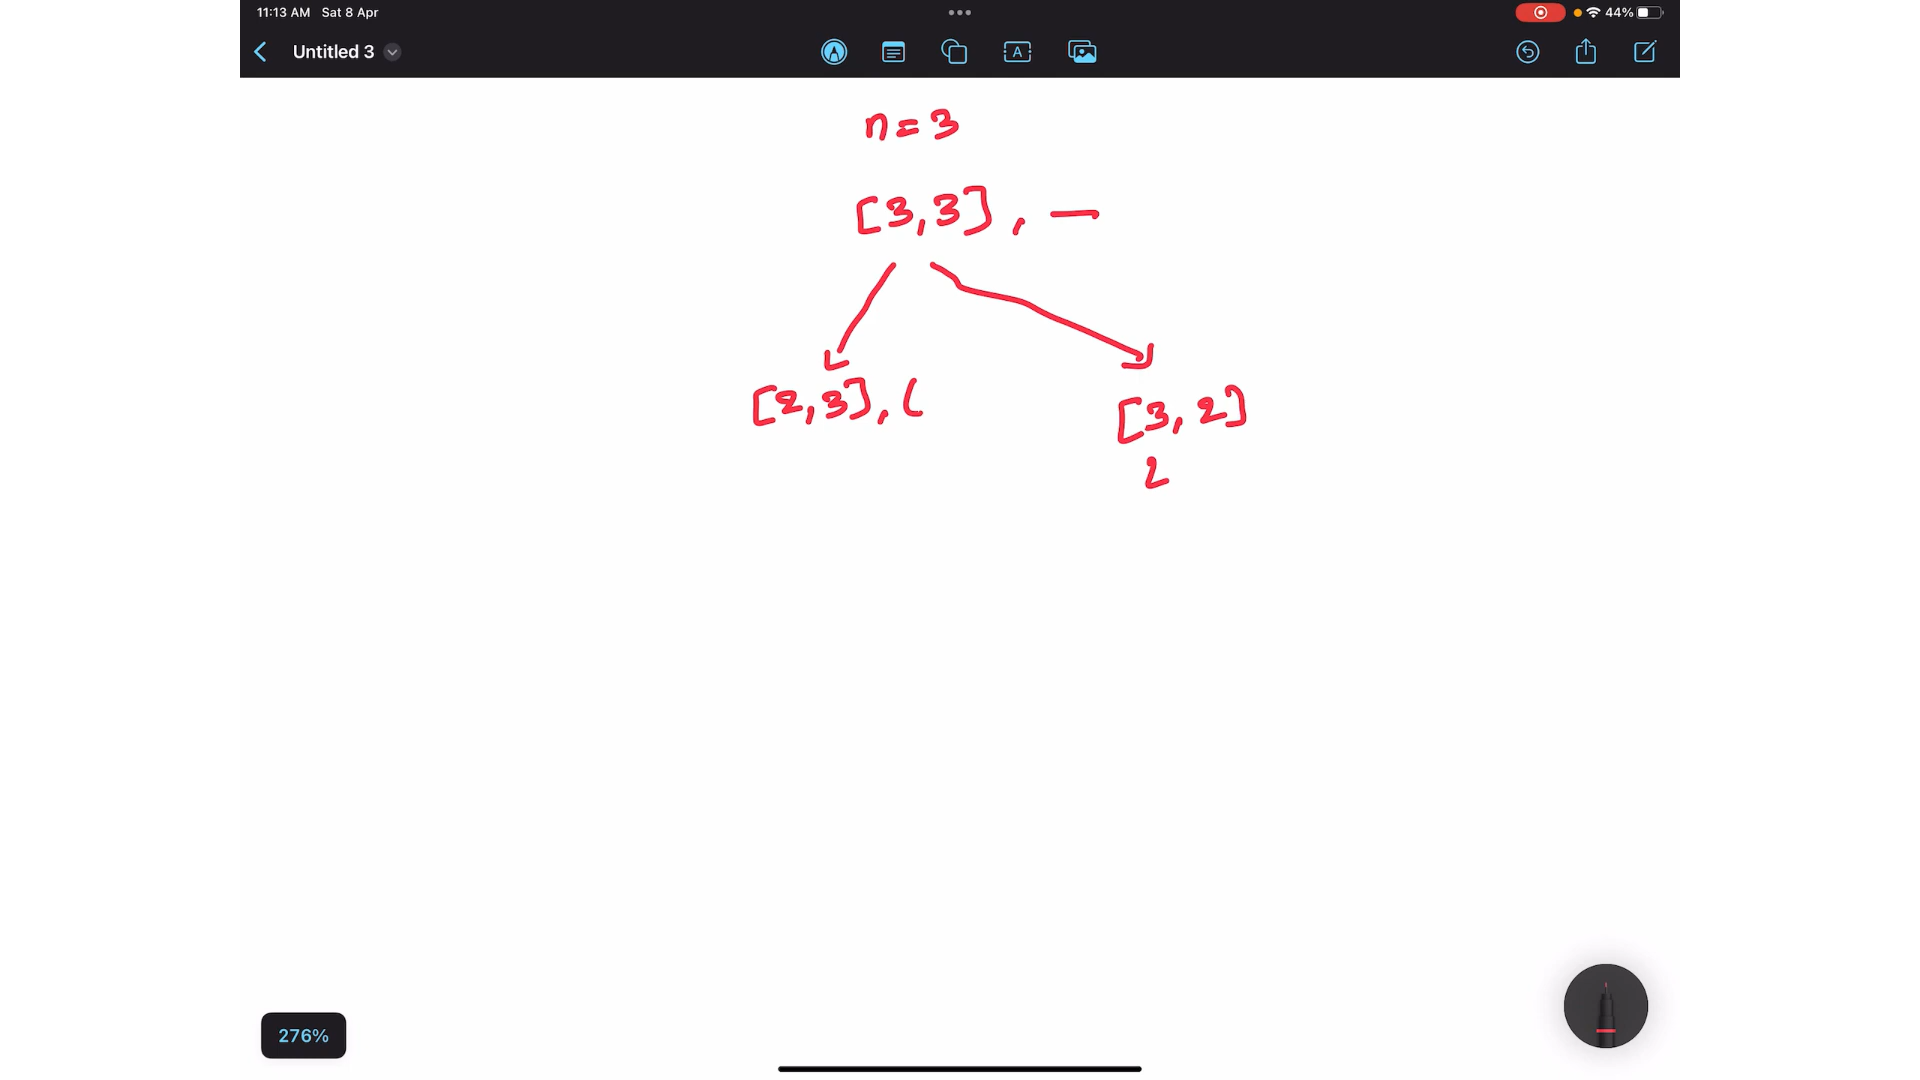 11:13 AM Sat 8 Apr
44%
Untitled 3
A
n = 3
[3,3], —
[2,3], (
[3,2]
2
276%